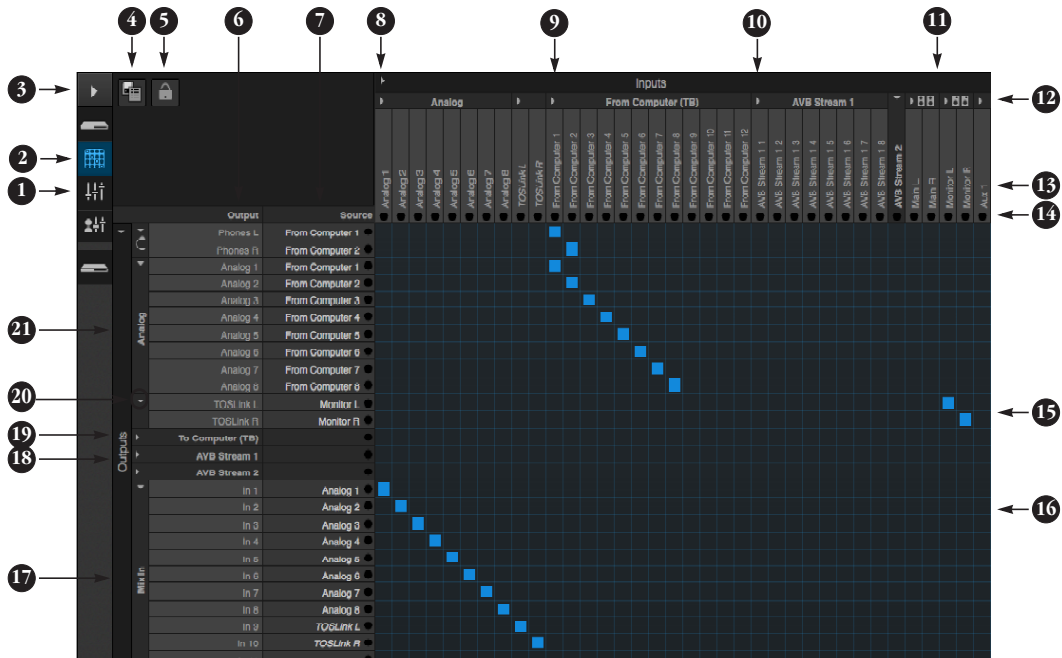 4 5 6 7 8 9 10 11
3
Inputs
Analog From Computer (TB) AVB Stream 1
12
2
Analog 1 Analog 2 Analog 3 Analog 4 Analog 5 Analog 6 Analog 7 Analog 8 TOSLink L TOSLink R From Computer 1 From Computer 2 From Computer 3 From Computer 4 From Computer 5 From Computer 6 From Computer 7 From Computer 8 From Computer 9 From Computer 10 From Computer 11 From Computer 12 AVB Stream 1 1 AVB Stream 1 2 AVB Stream 1 3 AVB Stream 1 4 AVB Stream 1 5 AVB Stream 1 6 AVB Stream 1 7 AVB Stream 1 8 AVB Stream 2 Main L Main R Monitor L Monitor R Aux 1
1
13
Output Source
14
Phones L From Computer 1
Phones R From Computer 2
Analog 1 From Computer 1
Analog 2 From Computer 2
Analog 3 From Computer 3
Analog 4 From Computer 4
21
Analog
Analog 5 From Computer 5
Analog 6 From Computer 6
Analog 7 From Computer 7
Analog 8 From Computer 8
20
TOSLink L Monitor L
15
TOSLink R Monitor R
19
Outputs
To Computer (TB)
18
AVB Stream 1
AVB Stream 2
In 1 Analog 1
In 2 Analog 2
16
In 3 Analog 3
In 4 Analog 4
In 5 Analog 5
17
Mix In
In 6 Analog 6
In 7 Analog 7
In 8 Analog 8
In 9 TOSLink L
In 10 TOSLink R